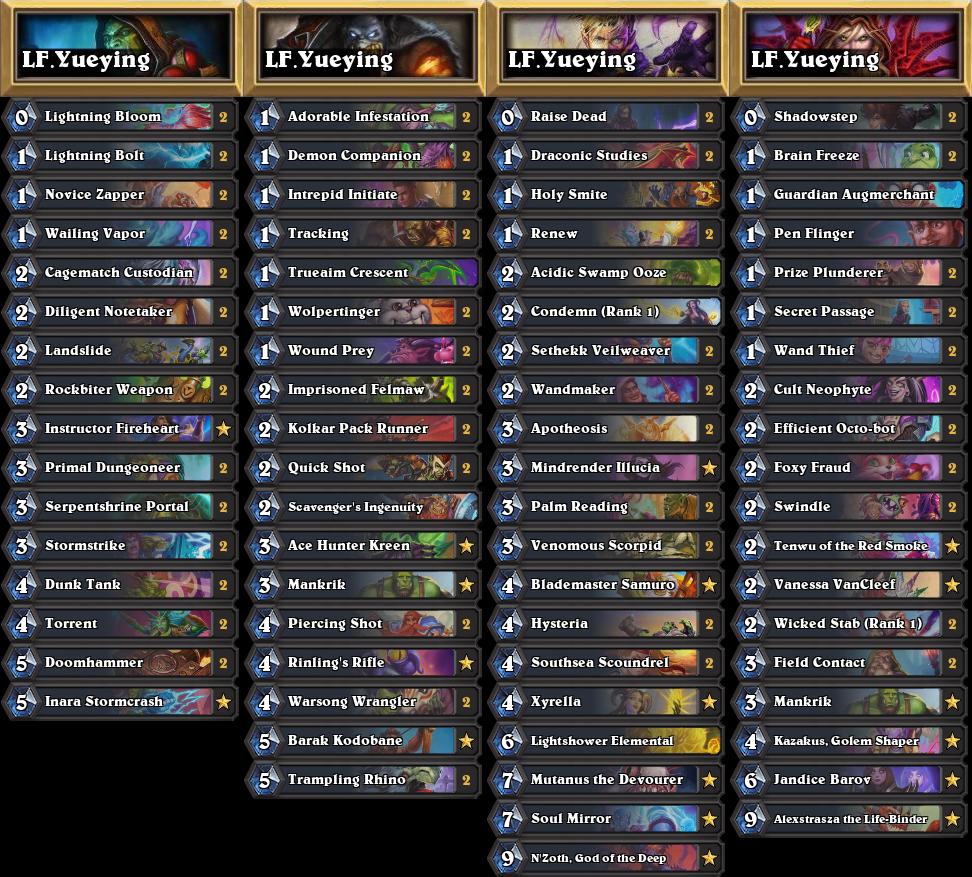 LF.Yueying
0 Lightning Bloom 2
1 Lightning Bolt 2
1 Novice Zapper 2
1 Wailing Vapor 2
2 Cagematch Custodian 2
2 Diligent Notetaker 2
2 Landslide 2
2 Rockbiter Weapon 2
3 Instructor Fireheart
3 Primal Dungeoneer 2
3 Serpentshrine Portal 2
3 Stormstrike 2
4 Dunk Tank 2
4 Torrent 2
5 Doomhammer 2
5 Inara Stormcrash
LF.Yueying
1 Adorable Infestation 2
1 Demon Companion 2
1 Intrepid Initiate 2
1 Tracking 2
1 Trueaim Crescent
1 Wolpertinger 2
1 Wound Prey 2
2 Imprisoned Felmaw 2
2 Kolkar Pack Runner 2
2 Quick Shot 2
2 Scavenger's Ingenuity
3 Ace Hunter Kreen
3 Mankrik
4 Piercing Shot 2
4 Rinling's Rifle
4 Warsong Wrangler 2
5 Barak Kodobane
5 Trampling Rhino 2
LF.Yueying
0 Raise Dead 2
1 Draconic Studies 2
1 Holy Smite
1 Renew 2
2 Acidic Swamp Ooze
2 Condemn (Rank 1)
2 Sethekk Veilweaver 2
2 Wandmaker 2
3 Apotheosis 2
3 Mindrender Illucia
3 Palm Reading 2
3 Venomous Scorpid 2
4 Blademaster Samuro
4 Hysteria 2
4 Southsea Scoundrel 2
4 Xyrella
6 Lightshower Elemental
7 Mutanus the Devourer
7 Soul Mirror
9 N'Zoth, God of the Deep
LF.Yueying
0 Shadowstep 2
1 Brain Freeze 2
1 Guardian Augmerchant
1 Pen Flinger
1 Prize Plunderer 2
1 Secret Passage 2
1 Wand Thief 2
2 Cult Neophyte 2
2 Efficient Octo-bot 2
2 Foxy Fraud 2
2 Swindle 2
2 Tenwu of the Red Smoke
2 Vanessa VanCleef
2 Wicked Stab (Rank 1) 2
3 Field Contact 2
3 Mankrik
4 Kazakus, Golem Shaper
6 Jandice Barov
9 Alexstrasza the Life-Binder